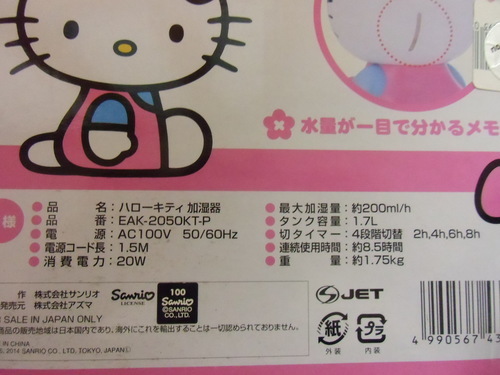 水量が一目で分かるメモ
様
●品名:ハローキティ加湿器
●品番:EAK-2050KT-P
●電源:AC100V 50/60Hz
●電源コード長:1.5M
●消費電力:20W
●最大加湿量:約200ml/h
●タンク容量:1.7L
●切タイマー:4段階切替 2h,4h,6h,8h
●連続使用時間:約8.5時間
●重量:約1.75kg
作 株式会社サンリオ
発売元 株式会社アズマ
Sanrio
LICENSE
100
Sanrio
CO.,LTD.
SALE IN JAPAN ONLY
商品の販売地域は日本国内であり、海外にこれを輸出することは一切認められておりません。
IN CHINA
2014 SANRIO CO., LTD. TOKYO, JAPAN Ⓛ
JET
紙
外装
プラ
内装
4 990567 43